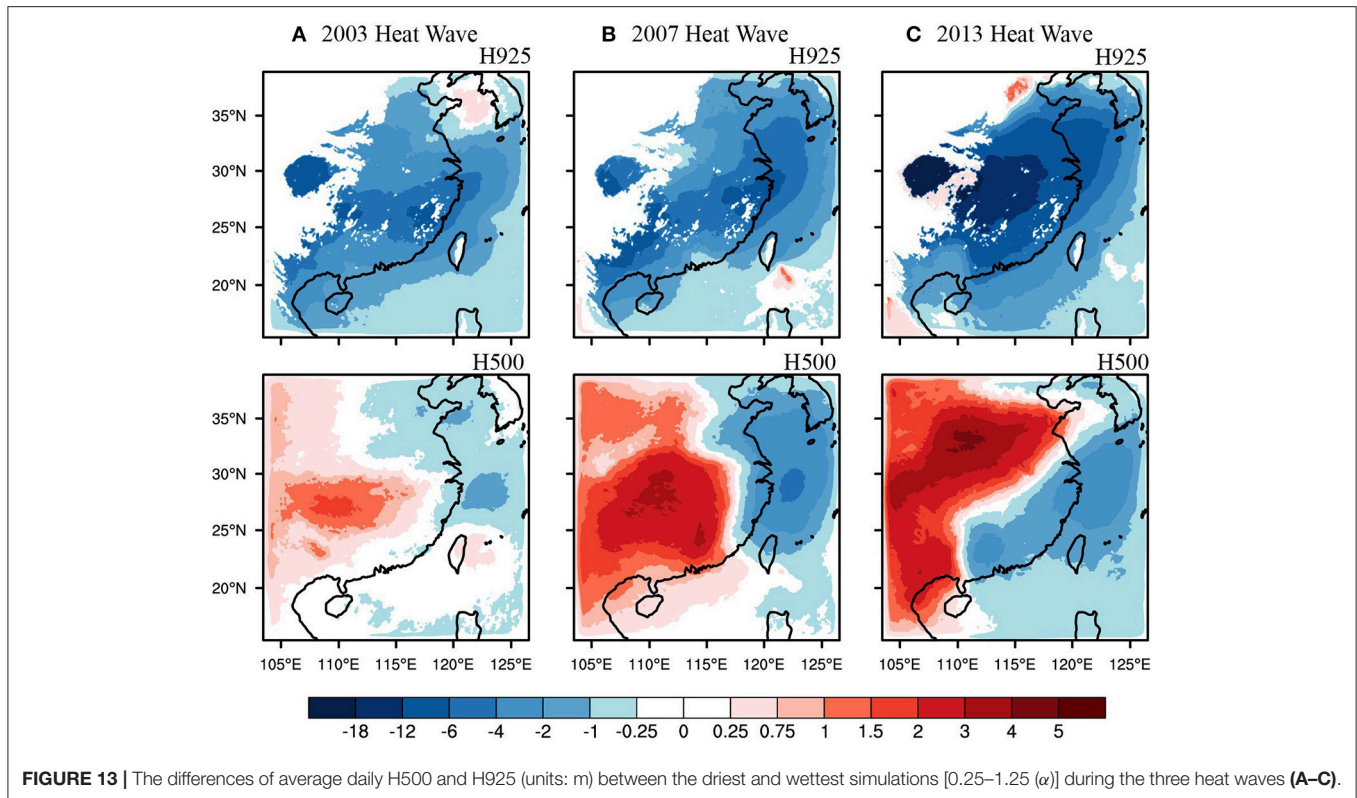 A 2003 Heat Wave
B 2007 Heat Wave
C 2013 Heat Wave
H925
H925
H925
35°N
30°N
25°N
20°N
H500
H500
H500
35°N
30°N
25°N
20°N
105°E 110°E 115°E 120°E 125°E
105°E 110°E 115°E 120°E 125°E
105°E 110°E 115°E 120°E 125°E
-18 -12 -6 -4 -2 -1 -0.25 0 0.25 0.75 1 1.5 2 3 4 5
FIGURE 13 | The differences of average daily H500 and H925 (units: m) between the driest and wettest simulations [0.25–1.25 (α)] during the three heat waves (A–C).